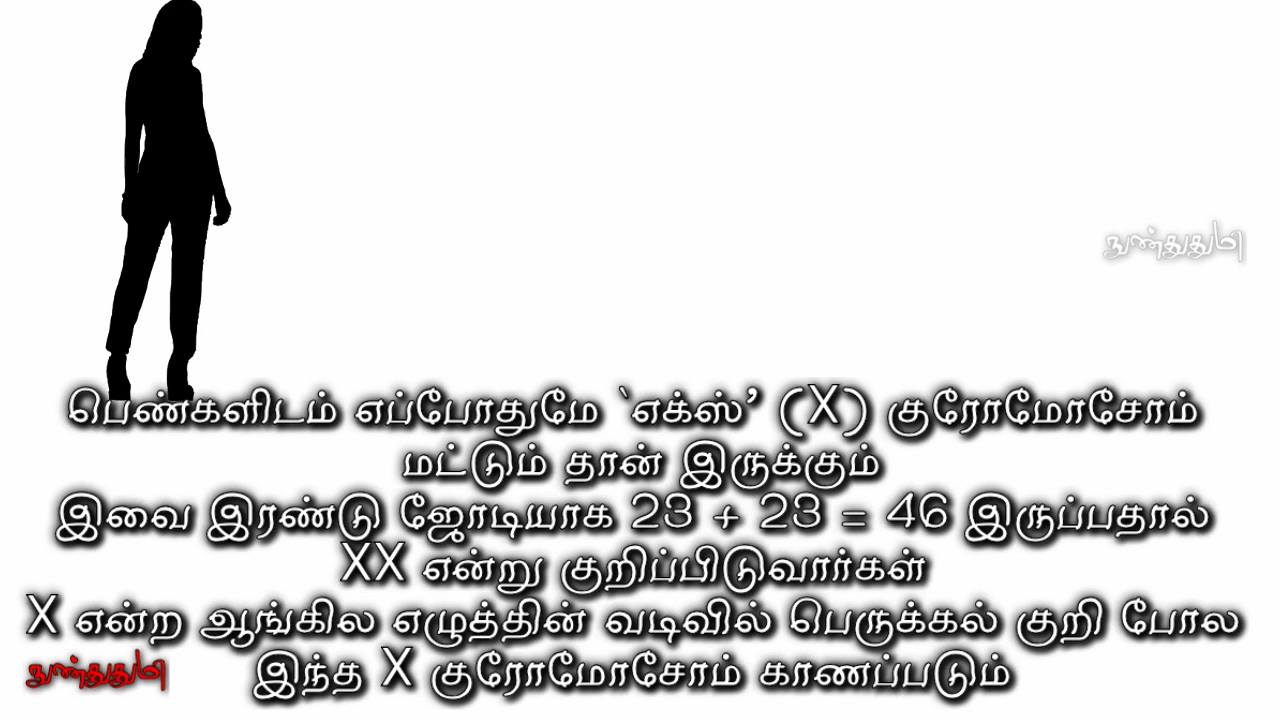 நுண்துதுமி
பெண்களிடம் எப்போதுமே `எக்ஸ்’ (X) குரோமோசோம்
மட்டும் தான் இருக்கும்
இவை இரண்டு ஜோடியாக 23 + 23 = 46 இருப்பதால்
XX என்று குறிப்பிடுவார்கள்
X என்ற ஆங்கில எழுத்தின் வடிவில் பெருக்கல் குறி போல
இந்த X குரோமோசோம் காணப்படும்
நுண்துதுமி